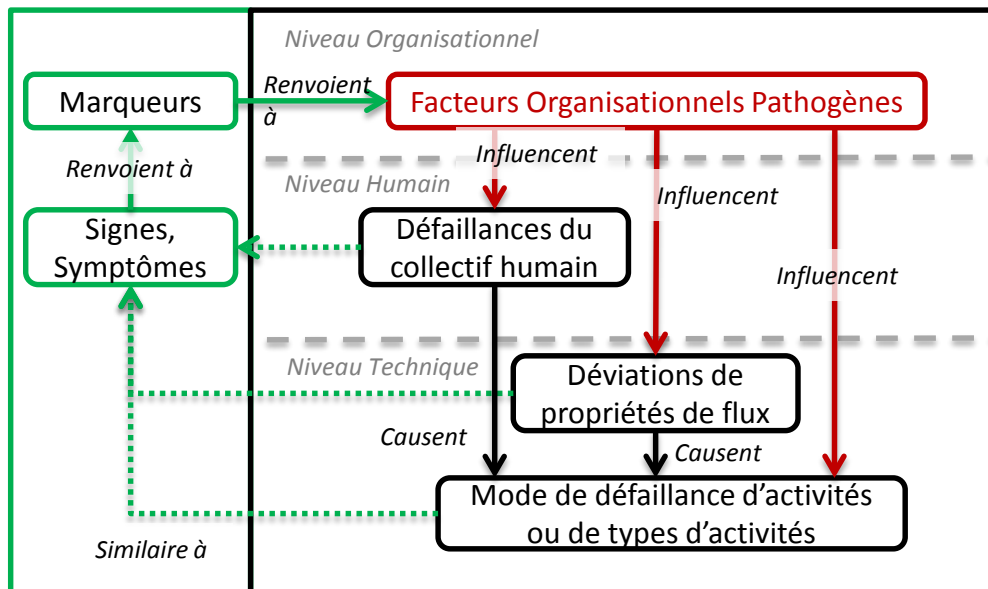 Niveau Organisationnel
Marqueurs
Renvoient
à
Facteurs Organisationnels Pathogènes
Influencent
Renvoient à
Niveau Humain
Influencent
Signes,
Symptômes
Défaillances du
collectif humain
Influencent
Niveau Technique
Déviations de
propriétés de flux
Causent
Causent
Mode de défaillance d’activités
ou de types d’activités
Similaire à